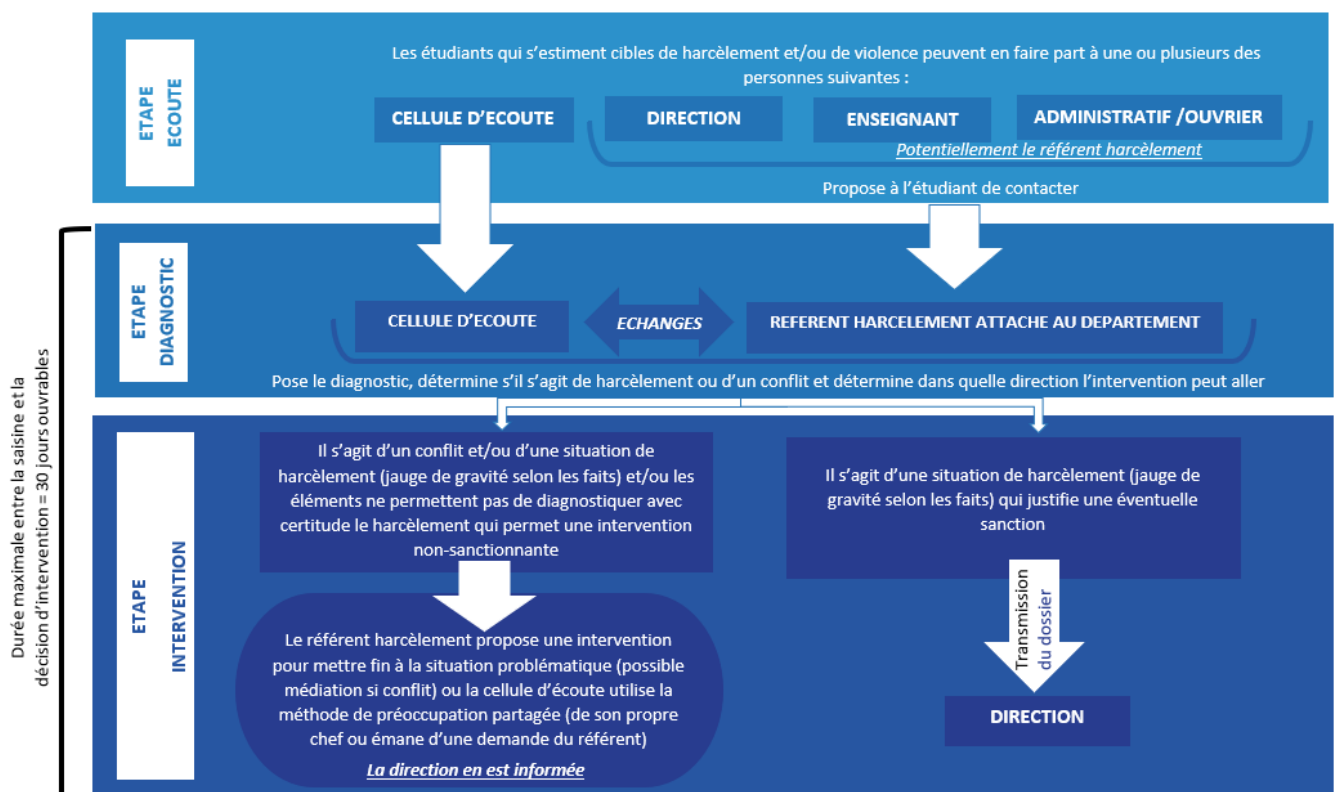 ETAPE
ECOUTE
Les étudiants qui s'estiment cibles de harcèlement et/ou de violence peuvent en faire part à une ou plusieurs des
personnes suivantes :
CELLULE D'ECOUTE
DIRECTION
ENSEIGNANT
ADMINISTRATIF /OUVRIER
Potentiellement le référent harcèlement
Propose à l'étudiant de contacter
Durée maximale entre la saisine et la
décision d'intervention = 30 jours ouvrables
ETAPE
DIAGNOSTIC
CELLULE D'ECOUTE
ECHANGES
REFERENT HARCELEMENT ATTACHE AU DEPARTEMENT
Pose le diagnostic, détermine s'il s'agit de harcèlement ou d'un conflit et détermine dans quelle direction l'intervention peut aller
ETAPE
INTERVENTION
Il s'agit d'un conflit et/ou d'une situation de
harcèlement (jauge de gravité selon les faits) et/ou les
éléments ne permettent pas de diagnostiquer avec
certitude le harcèlement qui permet une intervention
non-sanctionnante
Le référent harcèlement propose une intervention
pour mettre fin à la situation problématique (possible
médiation si conflit) ou la cellule d'écoute utilise la
méthode de préoccupation partagée (de son propre
chef ou émane d'une demande du référent)
La direction en est informée
Il s'agit d'une situation de harcèlement (jauge de
gravité selon les faits) qui justifie une éventuelle
sanction
Transmission
du dossier
DIRECTION